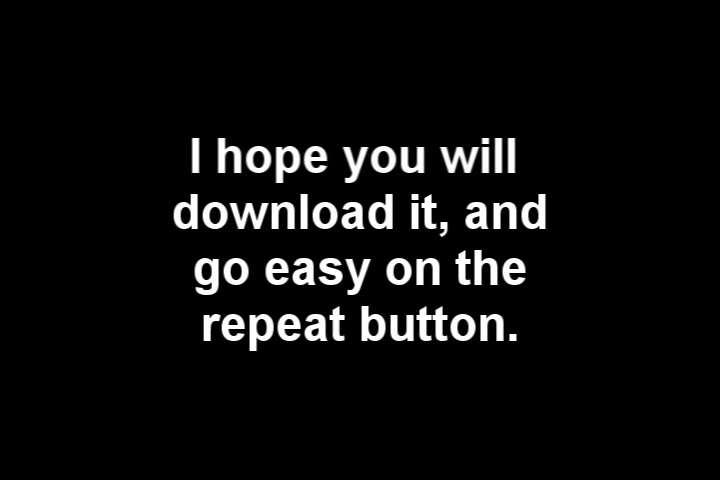 I hope you will
download it, and
go easy on the
repeat button.